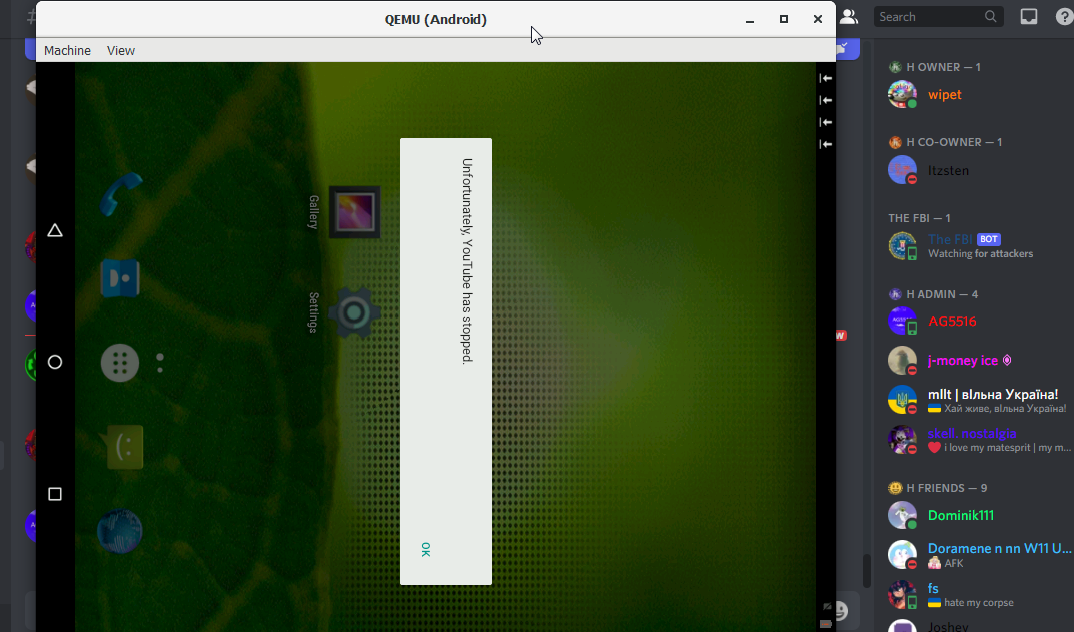 QEMU (Android)
Machine View
Gallery
Settings
Unfortunately, YouTube has stopped.
OK
Search
H OWNER — 1
wipet
H CO-OWNER — 1
Itzsten
THE FBI — 1
The FBI BOT
Watching for attackers
H ADMIN — 4
AG5516
j-money ice
mllt | вільна Україна!
Хай живе, вільна Україна!
skell. nostalgia
i love my matesprit | my m...
H FRIENDS — 9
Dominik111
Doramene n nn W11 U...
AFK
fs
hate my corpse
Joshey